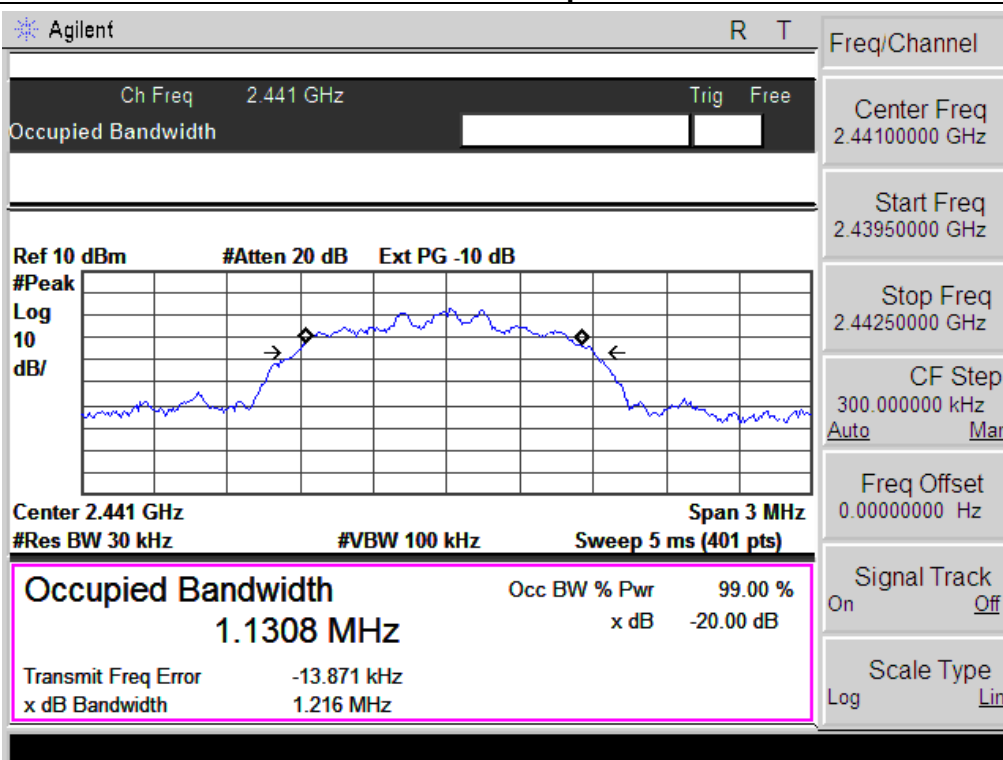 Agilent R T
Ch Freq 2.441 GHz Trig Free
Occupied Bandwidth
Ref 10 dBm #Atten 20 dB Ext PG -10 dB
#Peak
Log
10
dB/
Center 2.441 GHz Span 3 MHz
#Res BW 30 kHz #VBW 100 kHz Sweep 5 ms (401 pts)
Occupied Bandwidth
1.1308 MHz
Occ BW % Pwr 99.00 %
x dB -20.00 dB
Transmit Freq Error -13.871 kHz
x dB Bandwidth 1.216 MHz
Freq/Channel
Center Freq
2.44100000 GHz
Start Freq
2.43950000 GHz
Stop Freq
2.44250000 GHz
CF Step
300.000000 kHz
Auto Man
Freq Offset
0.00000000 Hz
Signal Track
On Off
Scale Type
Log Lin